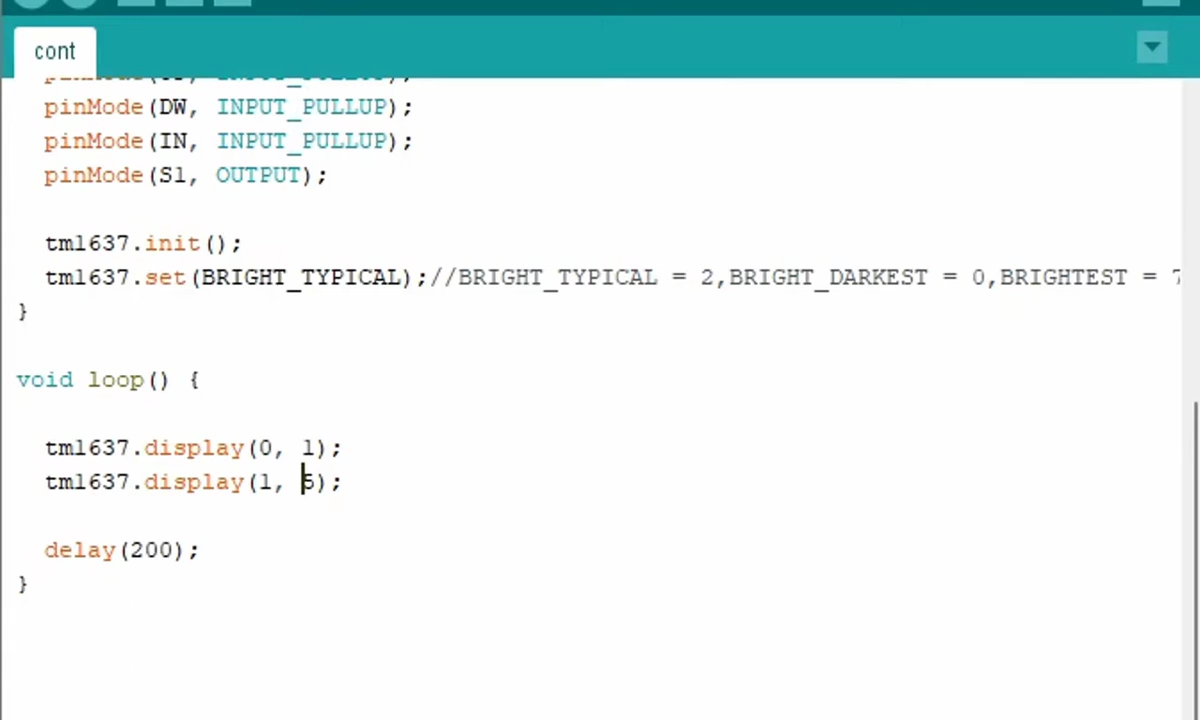 cont
pinMode(DW, INPUT_PULLUP);
pinMode(IN, INPUT_PULLUP);
pinMode(S1, OUTPUT);
tm1637.init();
tm1637.set(BRIGHT_TYPICAL);//BRIGHT_TYPICAL = 2,BRIGHT_DARKEST = 0,BRIGHTEST = 7
}
void loop() {
tm1637.display(0, 1);
tm1637.display(1, 5);
delay(200);
}